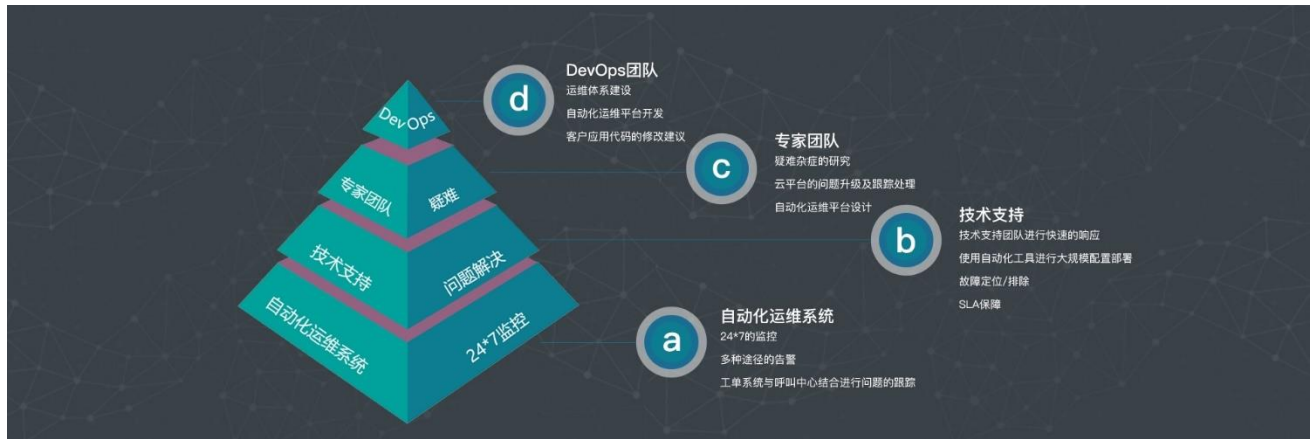 DevOps
专家团队
疑难
技术支持
问题解决
自动化运维系统
24*7监控
d
DevOps团队
运维体系建设
自动化运维平台开发
客户应用代码的修改建议
c
专家团队
疑难杂症的研究
云平台的问题升级及跟踪处理
自动化运维平台设计
b
技术支持
技术支持团队进行快速的响应
使用自动化工具进行大规模配置部署
故障定位/排除
SLA保障
a
自动化运维系统
24*7的监控
多种途径的告警
工单系统与呼叫中心结合进行问题的跟踪